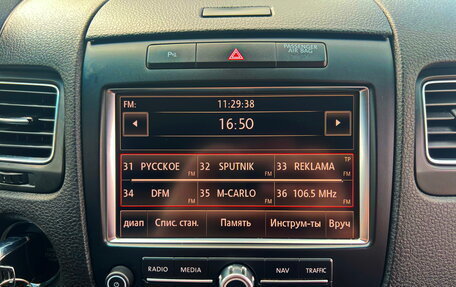 P
PASSENGER
AIR BAG
FM: 11:29:38
16:50
TP
31 РУССКОЕ FM 32 SPUTNIK FM 33 REKLAMA FM
34 DFM FM 35 M-CARLO FM 36 106.5 MHz FM
диап Спис. стан. Память Инструм-ты Вруч
RADIO MEDIA NAV TRAFFIC